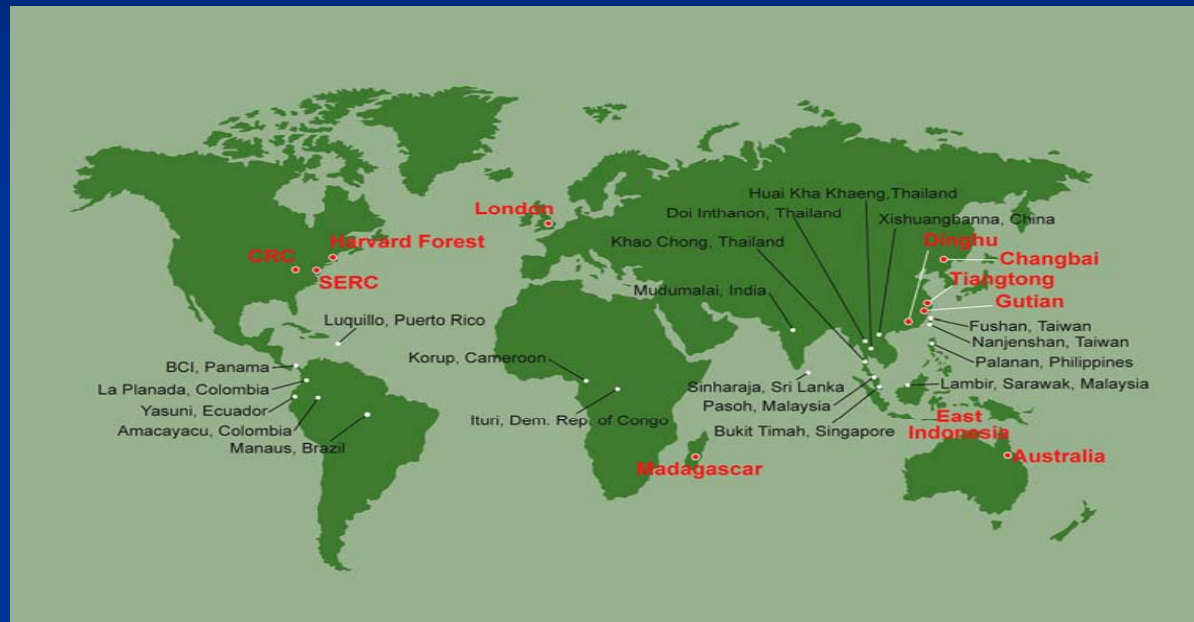 Huai Kha Khaeng,Thailand
London
Doi Inthanon, Thailand
Xishuangbanna, China
Harvard Forest
Khao Chong, Thailand
Dinghu
CRC
Changbai
SERC
Tiangtong
Mudumalai, India
Gutian
Luquillo, Puerto Rico
Fushan, Taiwan
Nanjenshan, Taiwan
Korup, Cameroon
BCI, Panama
Palanan, Philippines
La Planada, Colombia
Sinharaja, Sri Lanka
Lambir, Sarawak, Malaysia
Yasuni, Ecuador
Pasoh, Malaysia
Ituri, Dem. Rep. of Congo
East
Indonesia
Amacayacu, Colombia
Bukit Timah, Singapore
Manaus, Brazil
Australia
Madagascar